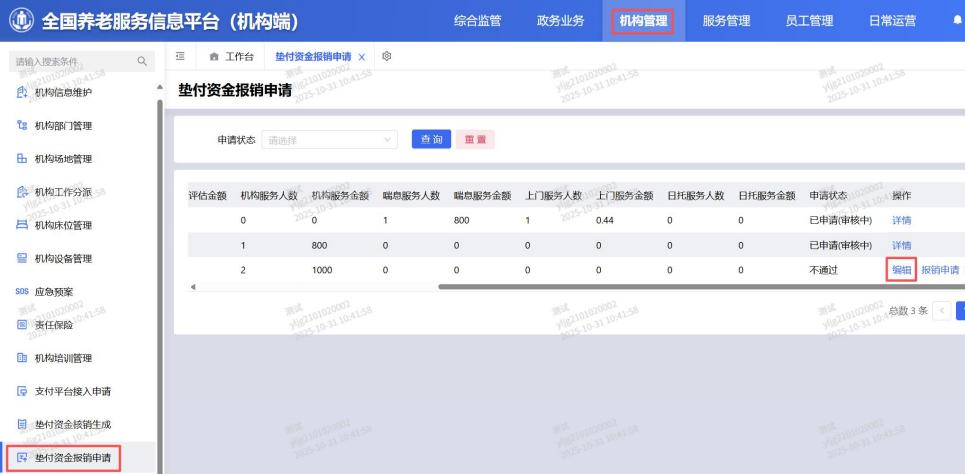 全国养老服务信息平台（机构端）
综合监管 政务业务 机构管理 服务管理 员工管理 日常运营
请输入搜索条件
工作台 垫付资金报销申请 X
机构信息维护
机构部门管理
机构场地管理
机构工作分派
机构床位管理
机构设备管理
SOS 应急预案
责任保险
机构培训管理
支付平台接入申请
垫付资金核销生成
垫付资金报销申请
垫付资金报销申请
申请状态 请选择 查询 重置
评估金额 机构服务人数 机构服务金额 喘息服务人数 喘息服务金额 上门服务人数 上门服务金额 日托服务人数 日托服务金额 申请状态 操作
0 0 1 800 1 0.44 0 0 已申请(审核中) 详情
1 800 0 0 0 0 0 0 已申请(审核中) 详情
2 1000 0 0 0 0 0 0 不通过 编辑 报销申请
总数 3 条 <
测试
yljg2101020002
2025-10-31 10:41:58